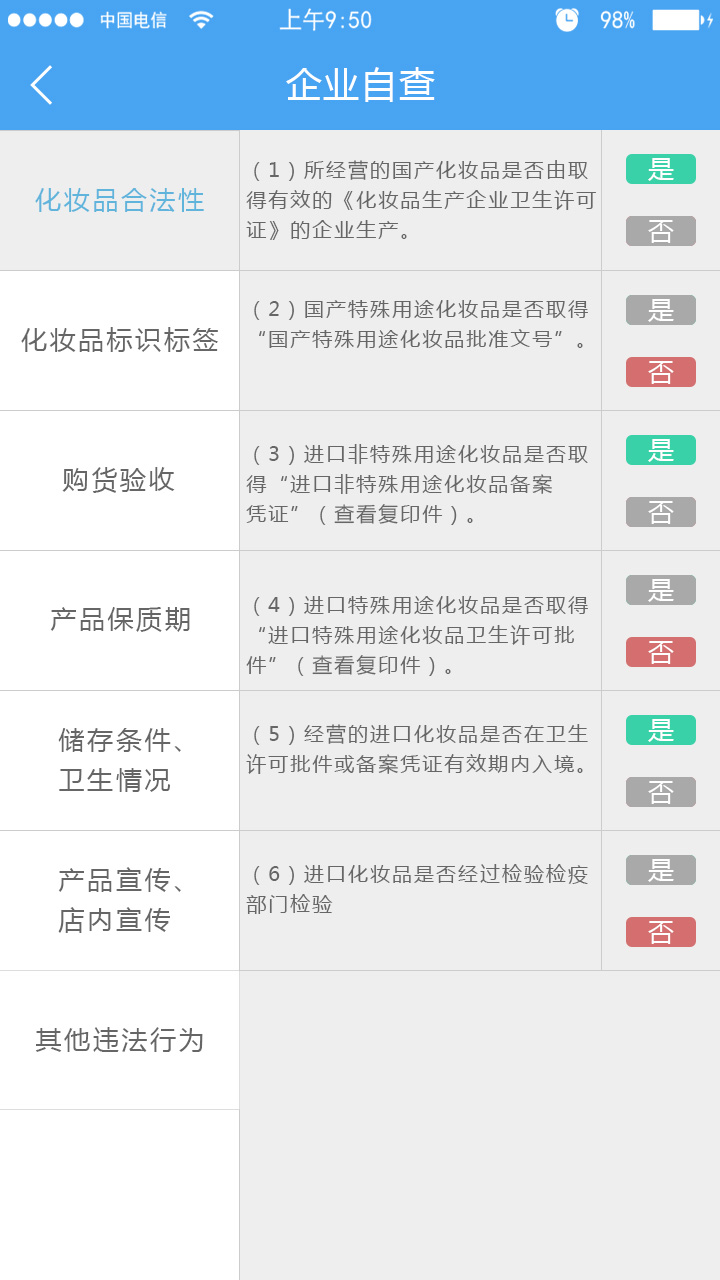 中国电信 上午9:50 98%
企业自查
化妆品合法性
（1）所经营的国产化妆品是否由取
得有效的《化妆品生产企业卫生许可
证》的企业生产。
是
否
化妆品标识标签
（2）国产特殊用途化妆品是否取得
“国产特殊用途化妆品批准文号”。
是
否
购货验收
（3）进口非特殊用途化妆品是否取
得“进口非特殊用途化妆品备案
凭证”（查看复印件）。
是
否
产品保质期
（4）进口特殊用途化妆品是否取得
“进口特殊用途化妆品卫生许可批
件”（查看复印件）。
是
否
储存条件、
卫生情况
（5）经营的进口化妆品是否在卫生
许可批件或备案凭证有效期内入境。
是
否
产品宣传、
店内宣传
（6）进口化妆品是否经过检验检疫
部门检验
是
否
其他违法行为